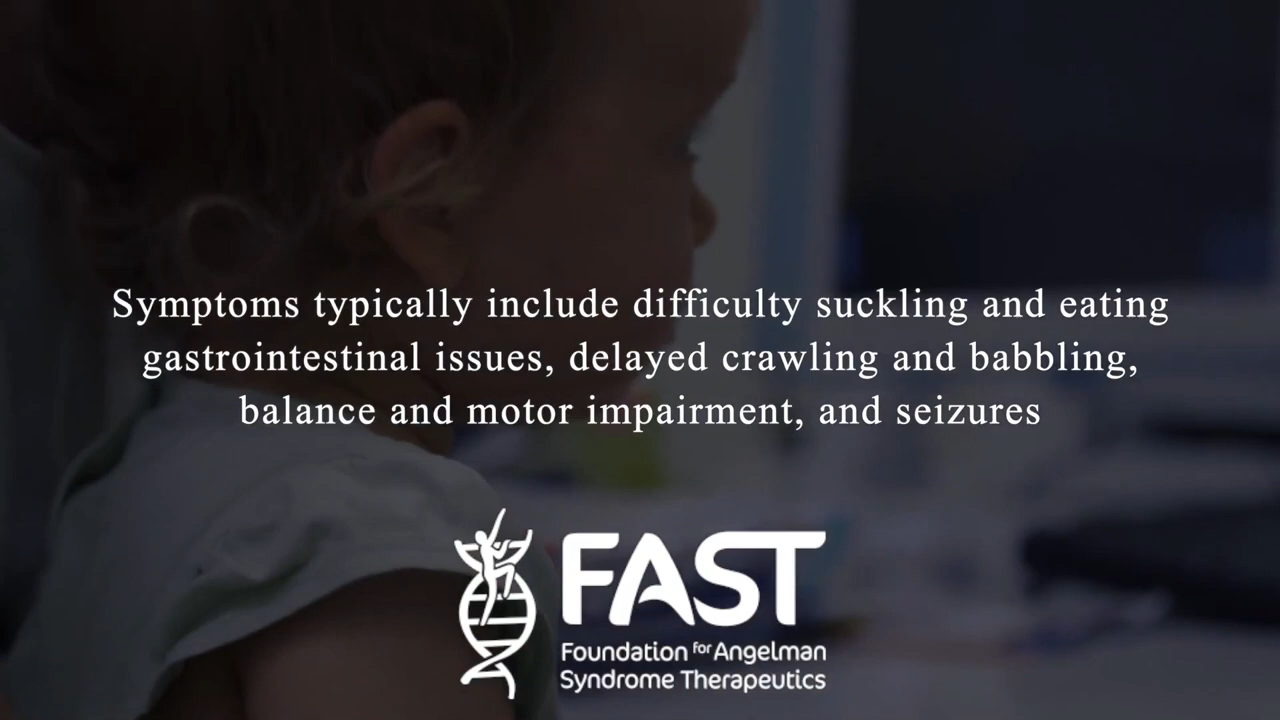 Symptoms typically include difficulty suckling and eating
gastrointestinal issues, delayed crawling and babbling,
balance and motor impairment, and seizures
FAST
Foundation for Angelman
Syndrome Therapeutics